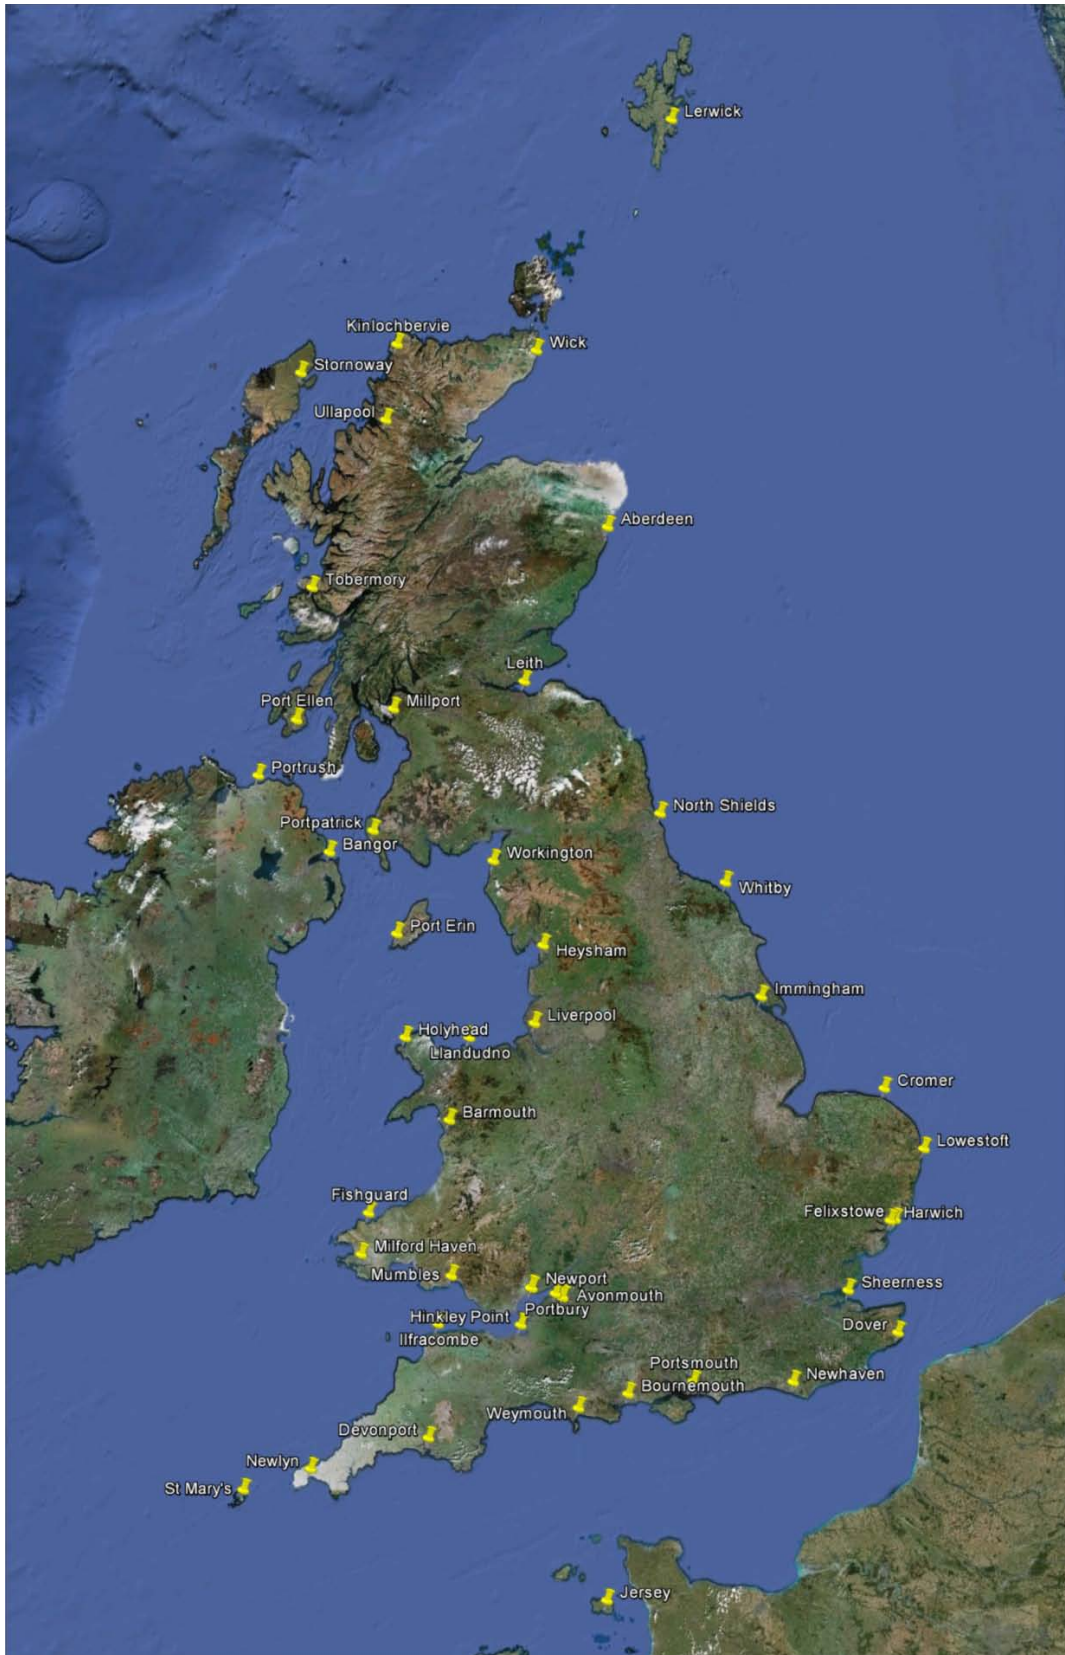 Lerwick
Kinlochbervie
Wick
Stornoway
Ullapool
Aberdeen
Tobermory
Leith
Port Ellen
Millport
Portrush
North Shields
Portpatrick
Bangor
Workington
Whitby
Port Erin
Heysham
Immingham
Liverpool
Holyhead
Llandudno
Cromer
Barmouth
Lowestoft
Fishguard
Felixstowe
Harwich
Milford Haven
Mumbles
Newport
Sheerness
Avonmouth
Portbury
Hinkley Point
Dover
Ilfracombe
Portsmouth
Newhaven
Bournemouth
Weymouth
Devonport
Newlyn
St Mary's
Jersey